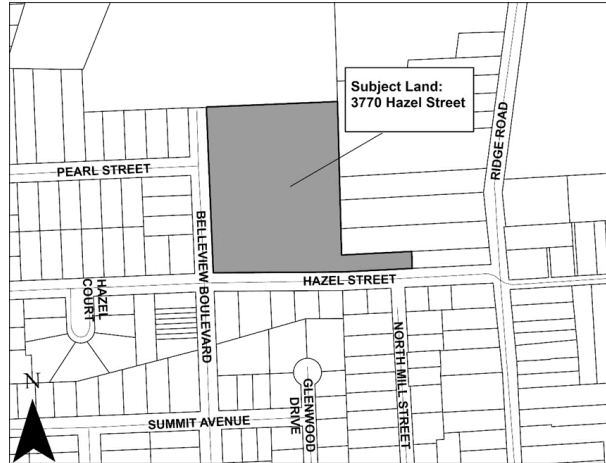 Subject Land:
3770 Hazel Street
RIDGE ROAD
PEARL STREET
BELLEVIEW BOULEVARD
HAZEL STREET
HAZEL
COURT
NORTH MILL STREET
N
GLENWOOD
DRIVE
SUMMIT AVENUE